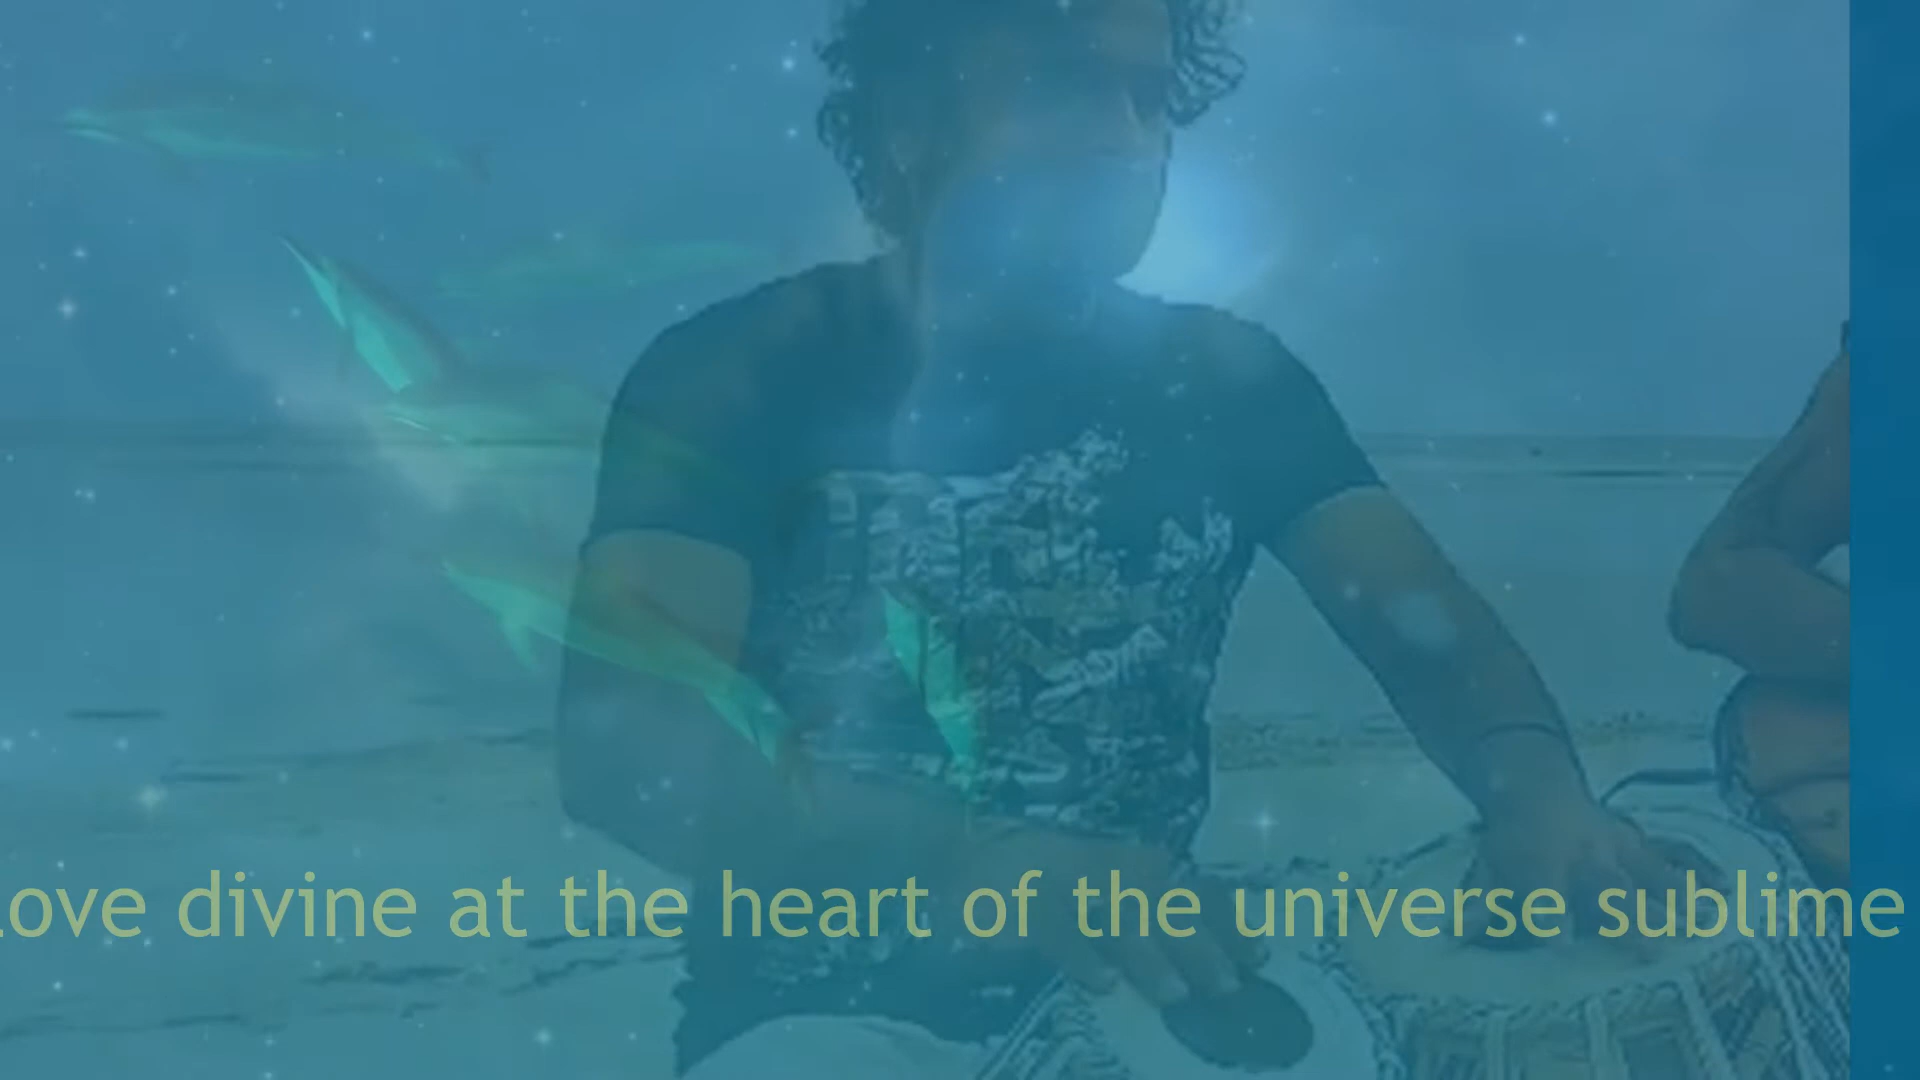 ove divine at the heart of the universe sublime